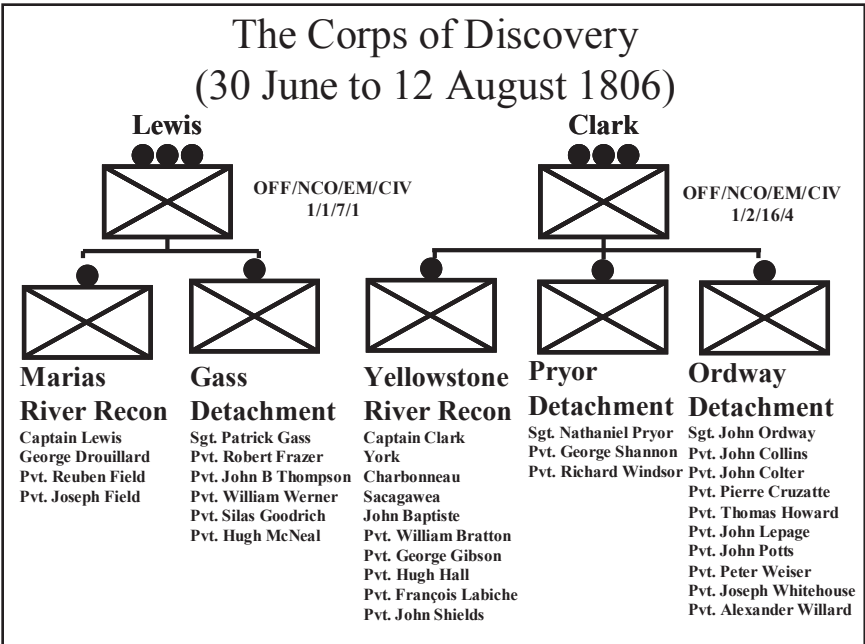 The Corps of Discovery
(30 June to 12 August 1806)
Lewis
OFF/NCO/EM/CIV
1/1/7/1
Clark
OFF/NCO/EM/CIV
1/2/16/4
Marias
River Recon
Captain Lewis
George Drouillard
Pvt. Reuben Field
Pvt. Joseph Field
Gass
Detachment
Sgt. Patrick Gass
Pvt. Robert Frazer
Pvt. John B Thompson
Pvt. William Werner
Pvt. Silas Goodrich
Pvt. Hugh McNeal
Yellowstone
River Recon
Captain Clark
York
Charbonneau
Sacagawea
John Baptiste
Pvt. William Bratton
Pvt. George Gibson
Pvt. Hugh Hall
Pvt. François Labiche
Pvt. John Shields
Pryor
Detachment
Sgt. Nathaniel Pryor
Pvt. George Shannon
Pvt. Richard Windsor
Ordway
Detachment
Sgt. John Ordway
Pvt. John Collins
Pvt. John Colter
Pvt. Pierre Cruzatte
Pvt. Thomas Howard
Pvt. John Lepage
Pvt. John Potts
Pvt. Peter Weiser
Pvt. Joseph Whitehouse
Pvt. Alexander Willard